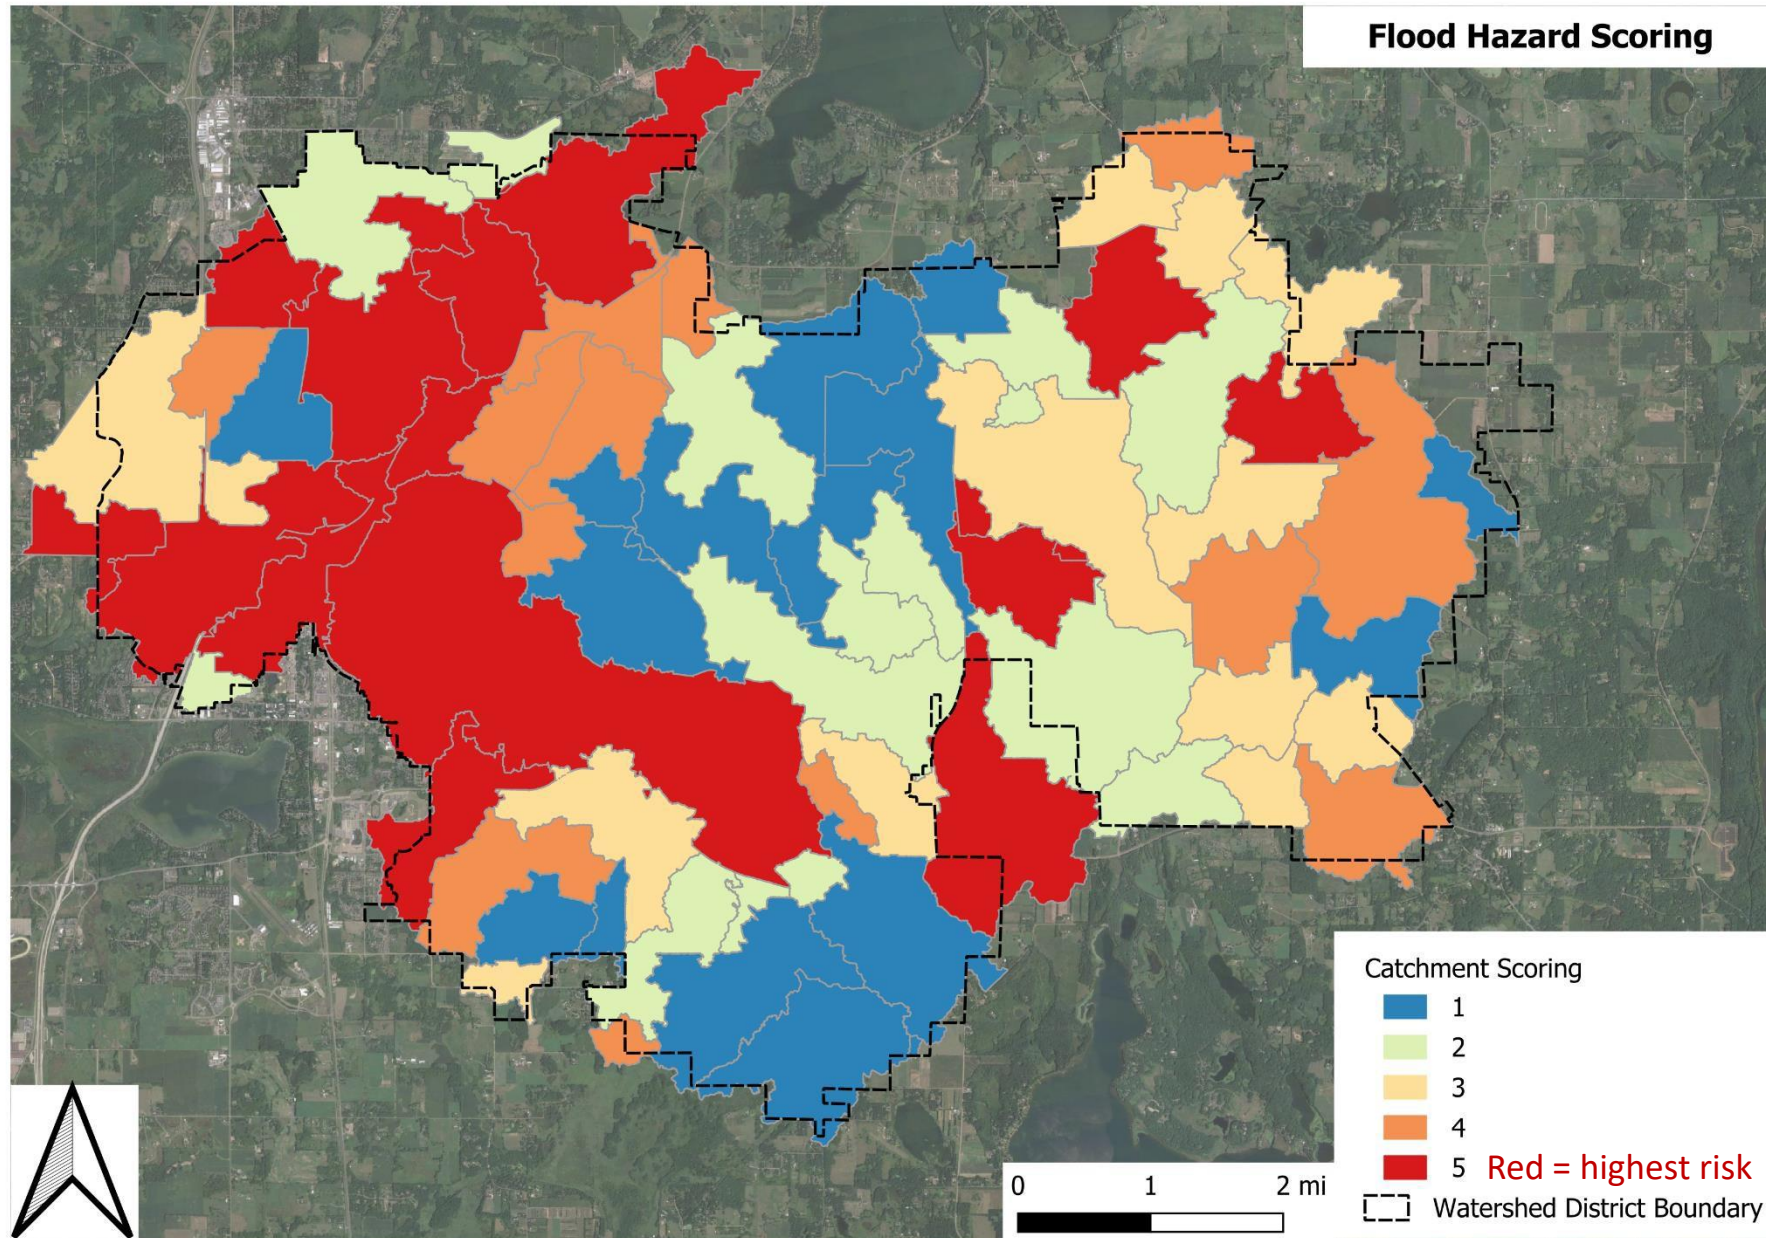 Flood Hazard Scoring
Catchment Scoring
1
2
3
4
5 Red = highest risk
Watershed District Boundary
0 1 2 mi